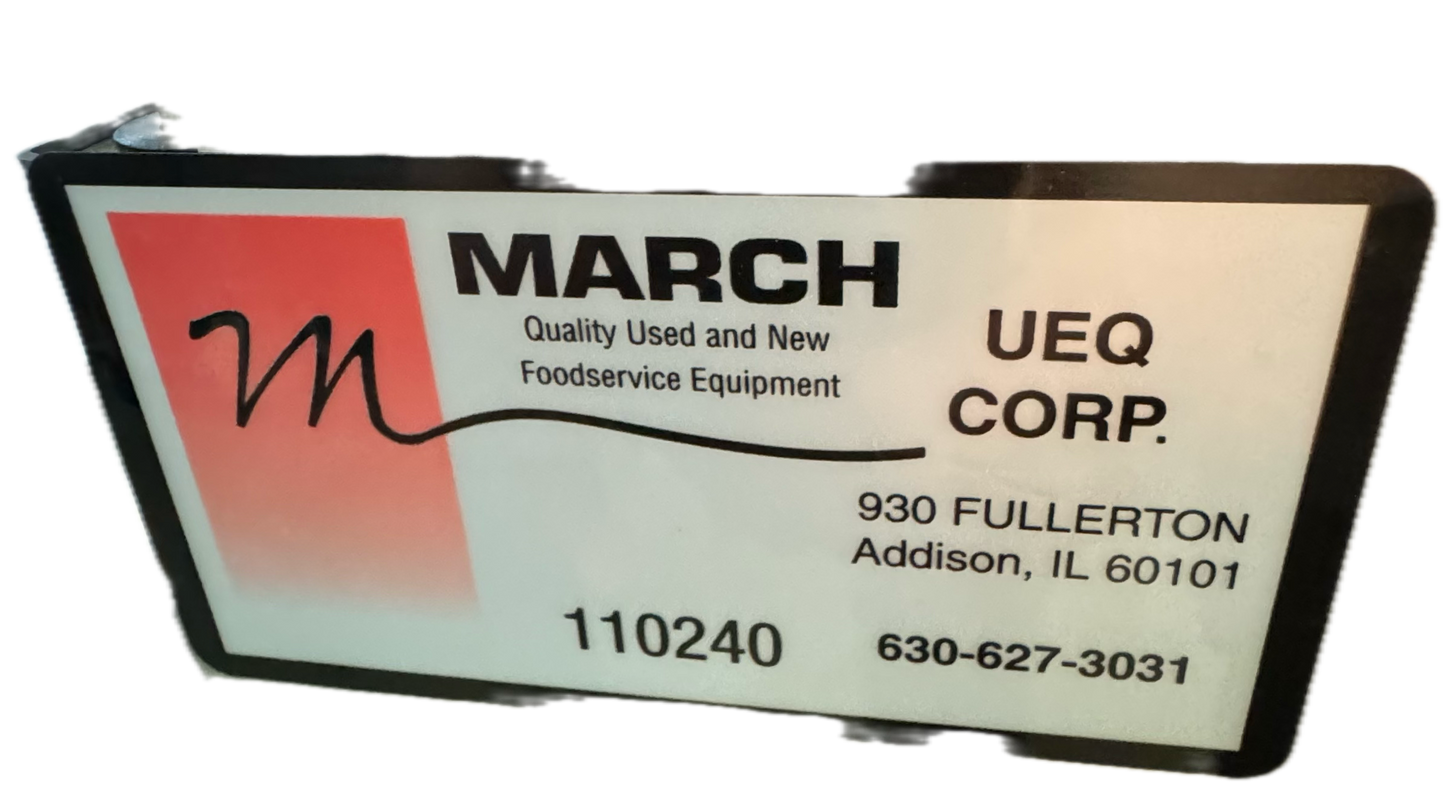 MARCH
Quality Used and New
Foodservice Equipment
m
UEQ
CORP.
930 FULLERTON
Addison, IL 60101
110240
630-627-3031